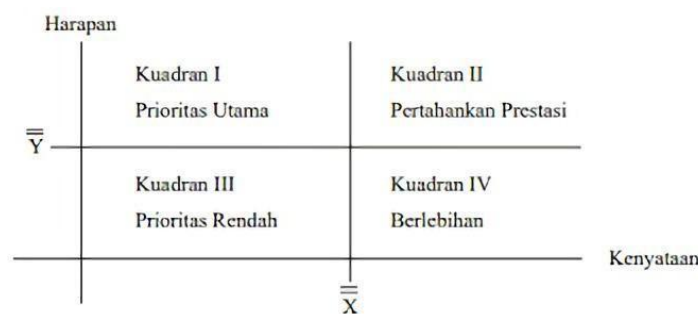 Harapan
Kuadran I
Prioritas Utama
Kuadran II
Pertahankan Prestasi
Y
Kuadran III
Prioritas Rendah
Kuadran IV
Berlebihan
Kenyataan
X